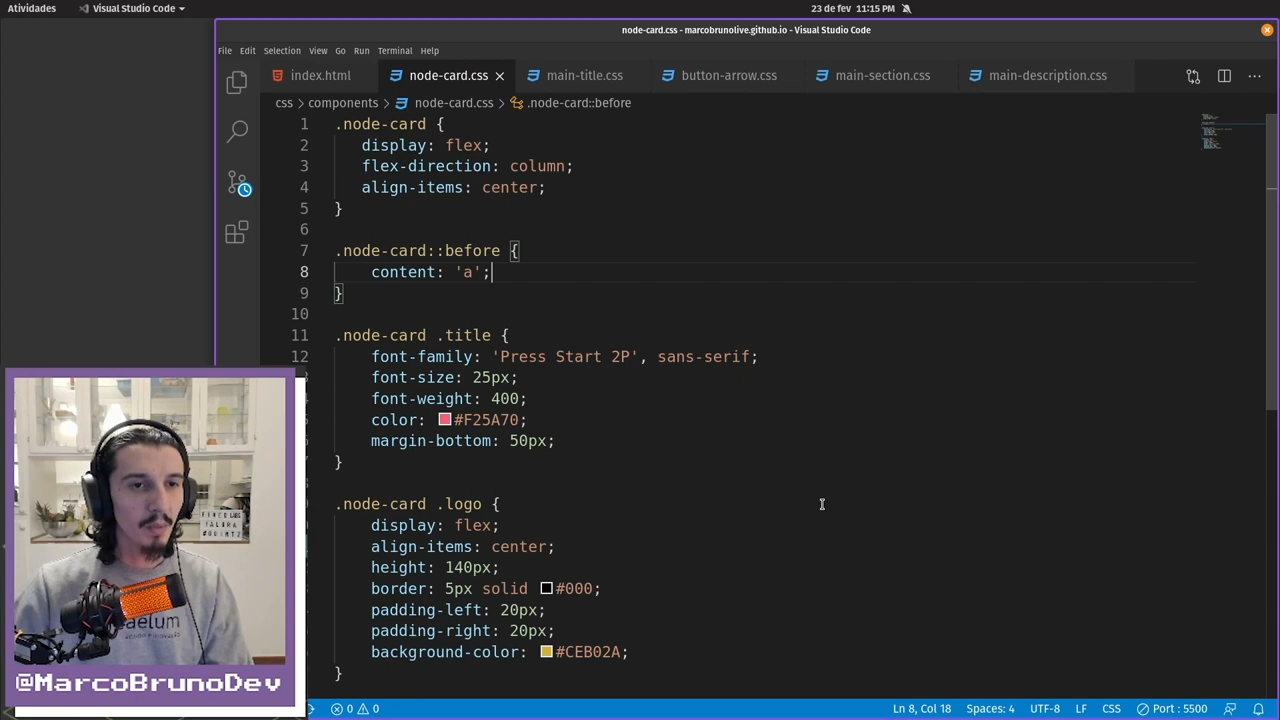 Atividades
Visual Studio Code
23 de fev 11:15 PM
node-card.css - marcobrunolive.github.io - Visual Studio Code
File Edit Selection View Go Run Terminal Help
index.html node-card.css main-title.css button-arrow.css main-section.css main-description.css
css > components > node-card.css > .node-card::before
1 .node-card {
2 display: flex;
3 flex-direction: column;
4 align-items: center;
5 }
6
7 .node-card::before {
8 content: 'a';
9 }
10
11 .node-card .title {
12 font-family: 'Press Start 2P', sans-serif;
font-size: 25px;
font-weight: 400;
color: #F25A70;
margin-bottom: 50px;
}
.node-card .logo {
display: flex;
align-items: center;
height: 140px;
border: 5px solid #000;
padding-left: 20px;
padding-right: 20px;
background-color: #CEB02A;
}
aelum
@MarcoBrunoDev
0 0 Ln 8, Col 18 Spaces: 4 UTF-8 LF CSS Port : 5500